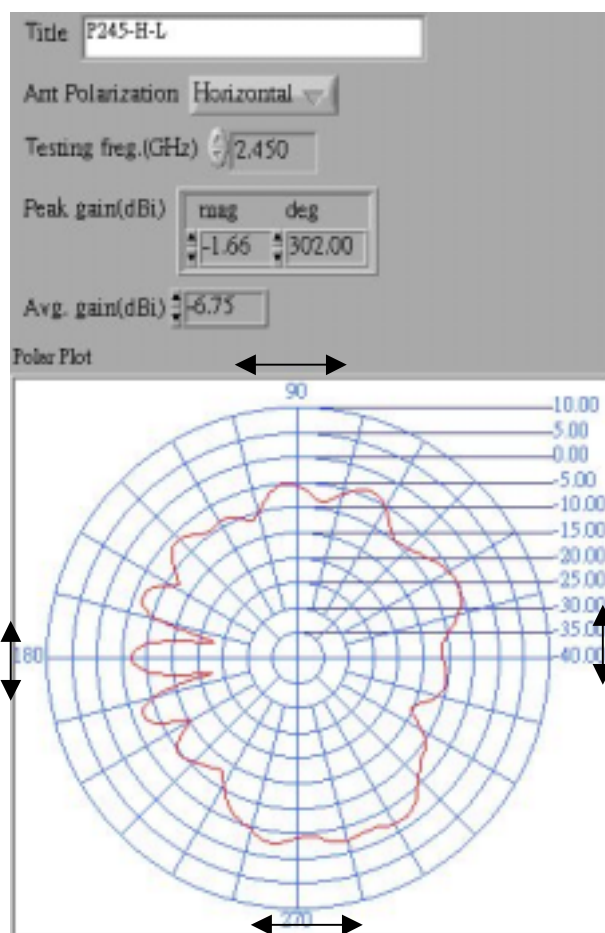 Title P245-H-L
Ant Polarization Horizontal
Testing freg.(GHz) 2.450
Peak gain(dBi) mag deg
-1.66 302.00
Avg. gain(dBi) -6.75
Polar Plot
90
10.00
5.00
0.00
-5.00
-10.00
-15.00
-20.00
-25.00
-30.00
-35.00
180 -40.00
270